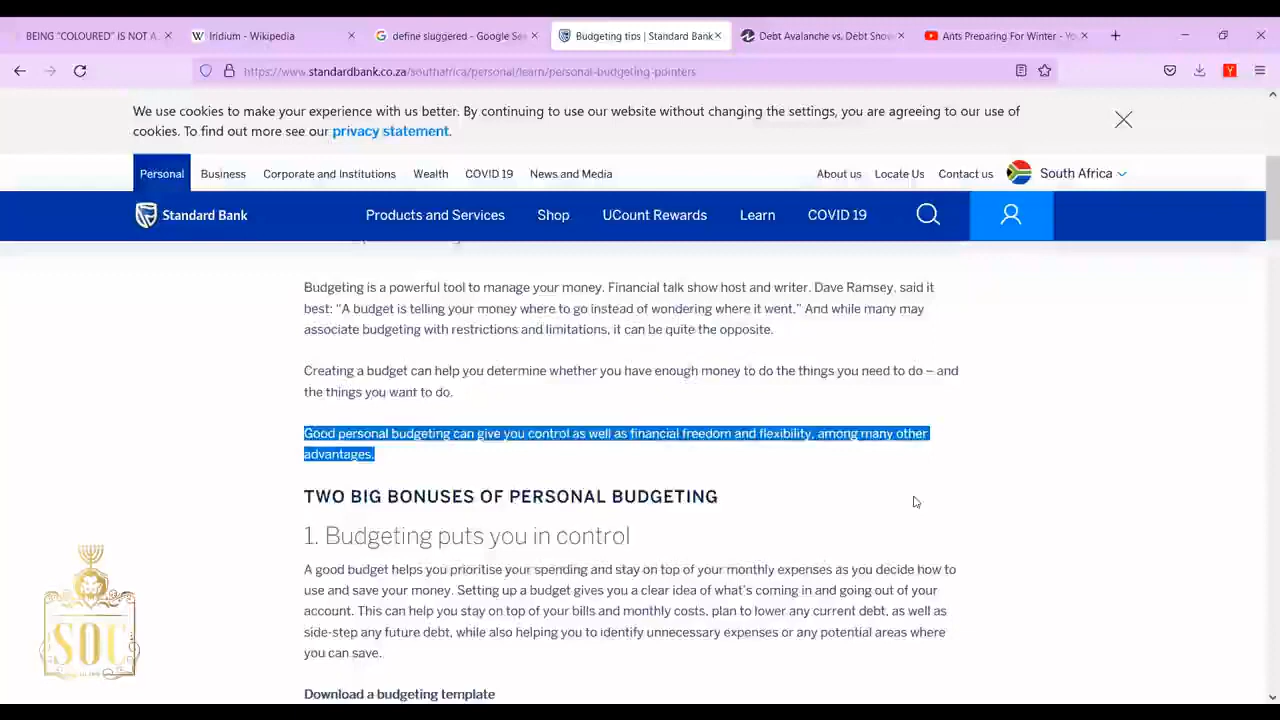 BEING "COLOURED" IS NOT A
Iridium - Wikipedia
define sluggered - Google Se
Budgeting tips | Standard Bank
Debt Avalanche vs. Debt Snow
Ants Preparing For Winter - Yo
https://www.standardbank.co.za/southafrica/personal/learn/personal-budgeting-pointers
We use cookies to make your experience with us better. By continuing to use our website without changing the settings, you are agreeing to our use of
cookies. To find out more see our privacy statement.
Personal Business Corporate and Institutions Wealth COVID 19 News and Media About us Locate Us Contact us South Africa
Standard Bank Products and Services Shop UCount Rewards Learn COVID 19
Budgeting is a powerful tool to manage your money. Financial talk show host and writer, Dave Ramsey, said it
best: “A budget is telling your money where to go instead of wondering where it went.” And while many may
associate budgeting with restrictions and limitations, it can be quite the opposite.
Creating a budget can help you determine whether you have enough money to do the things you need to do – and
the things you want to do.
Good personal budgeting can give you control as well as financial freedom and flexibility, among many other
advantages.
TWO BIG BONUSES OF PERSONAL BUDGETING
1. Budgeting puts you in control
A good budget helps you prioritise your spending and stay on top of your monthly expenses as you decide how to
use and save your money. Setting up a budget gives you a clear idea of what's coming in and going out of your
account. This can help you stay on top of your bills and monthly costs, plan to lower any current debt, as well as
side-step any future debt, while also helping you to identify unnecessary expenses or any potential areas where
you can save.
Download a budgeting template
SOC